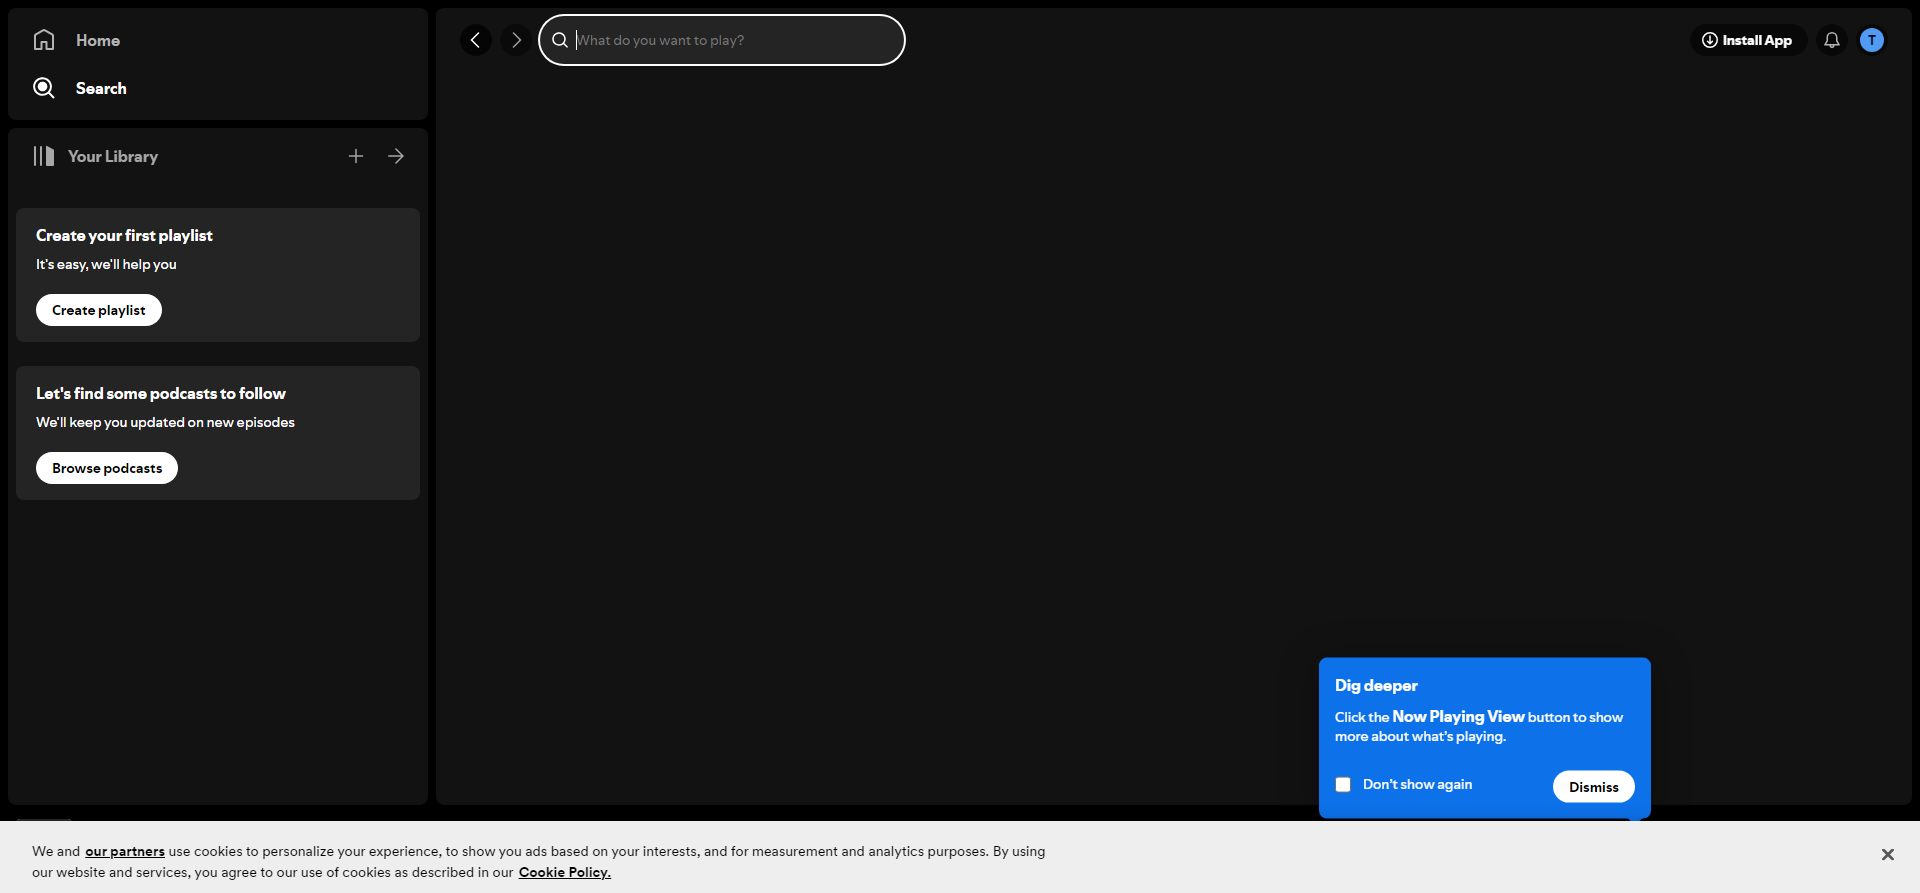 Home
Search
Your Library
Create your first playlist
It's easy, we'll help you
Create playlist
Let's find some podcasts to follow
We'll keep you updated on new episodes
Browse podcasts
What do you want to play?
Install App
T
Dig deeper
Click the Now Playing View button to show
more about what's playing.
Don't show again
Dismiss
We and our partners use cookies to personalize your experience, to show you ads based on your interests, and for measurement and analytics purposes. By using
our website and services, you agree to our use of cookies as described in our Cookie Policy.